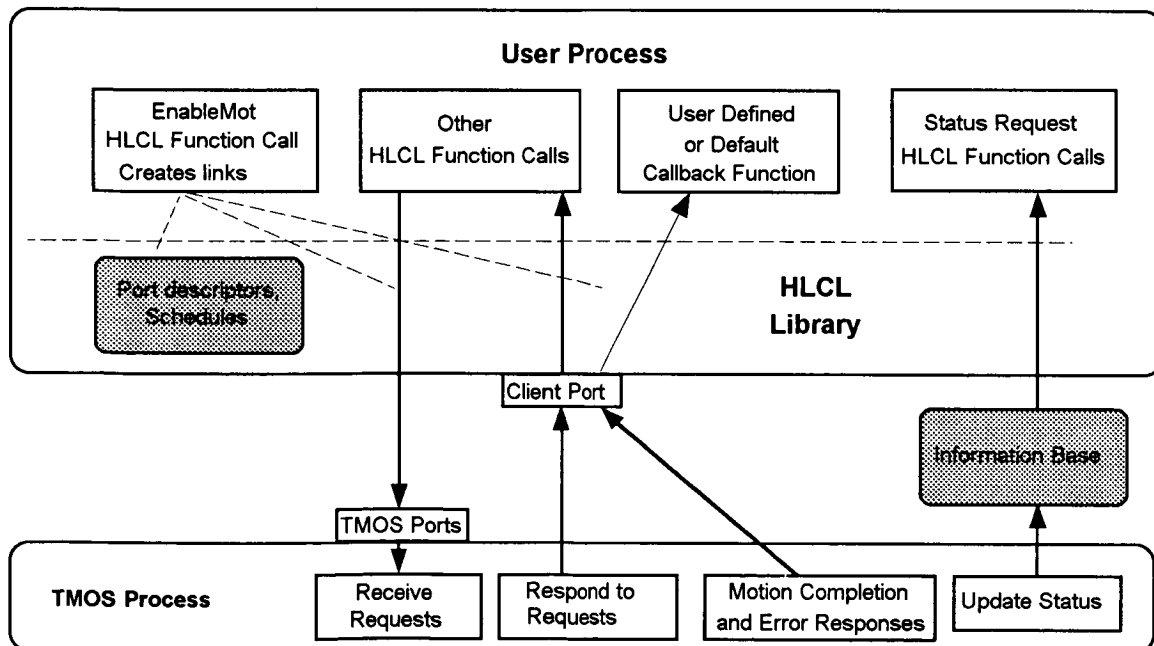 User Process
EnableMot
HLCL Function Call
Creates links
Other
HLCL Function Calls
User Defined
or Default
Callback Function
Status Request
HLCL Function Calls
Port descriptors,
Schedules
HLCL
Library
Client Port
Information Base
TMOS Ports
TMOS Process
Receive
Requests
Respond to
Requests
Motion Completion
and Error Responses
Update Status